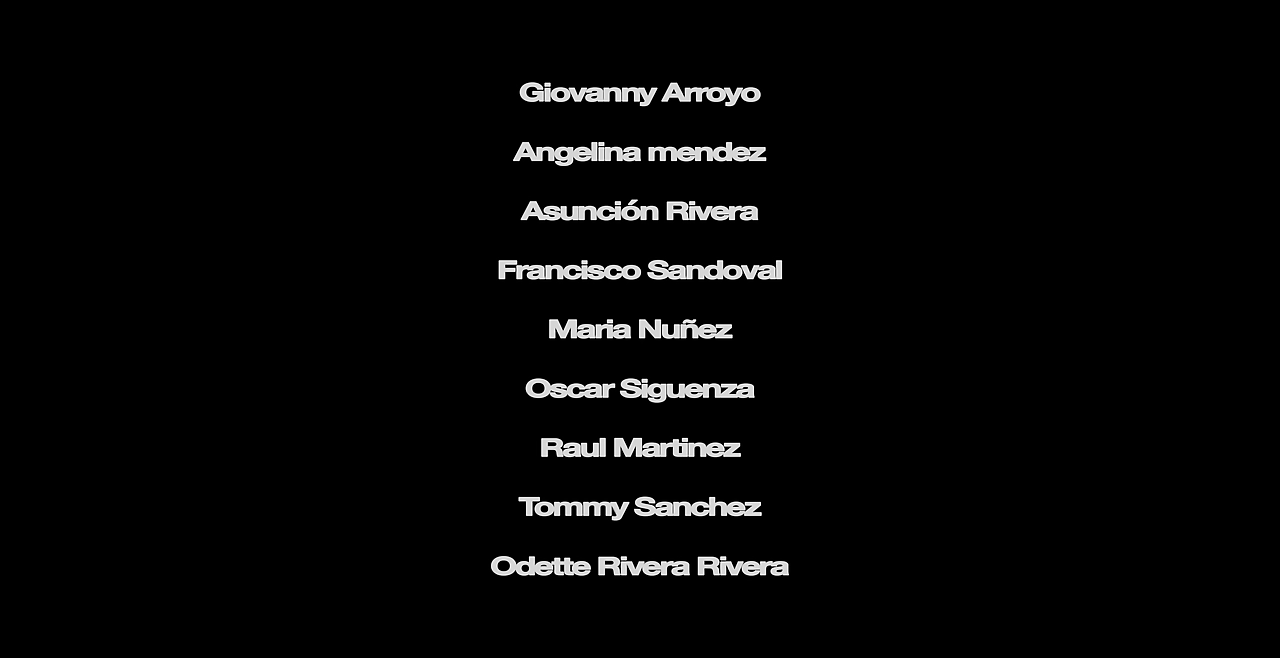 Giovanny Arroyo
Angelina mendez
Asunción Rivera
Francisco Sandoval
Maria Nuñez
Oscar Siguenza
Raul Martinez
Tommy Sanchez
Odette Rivera Rivera